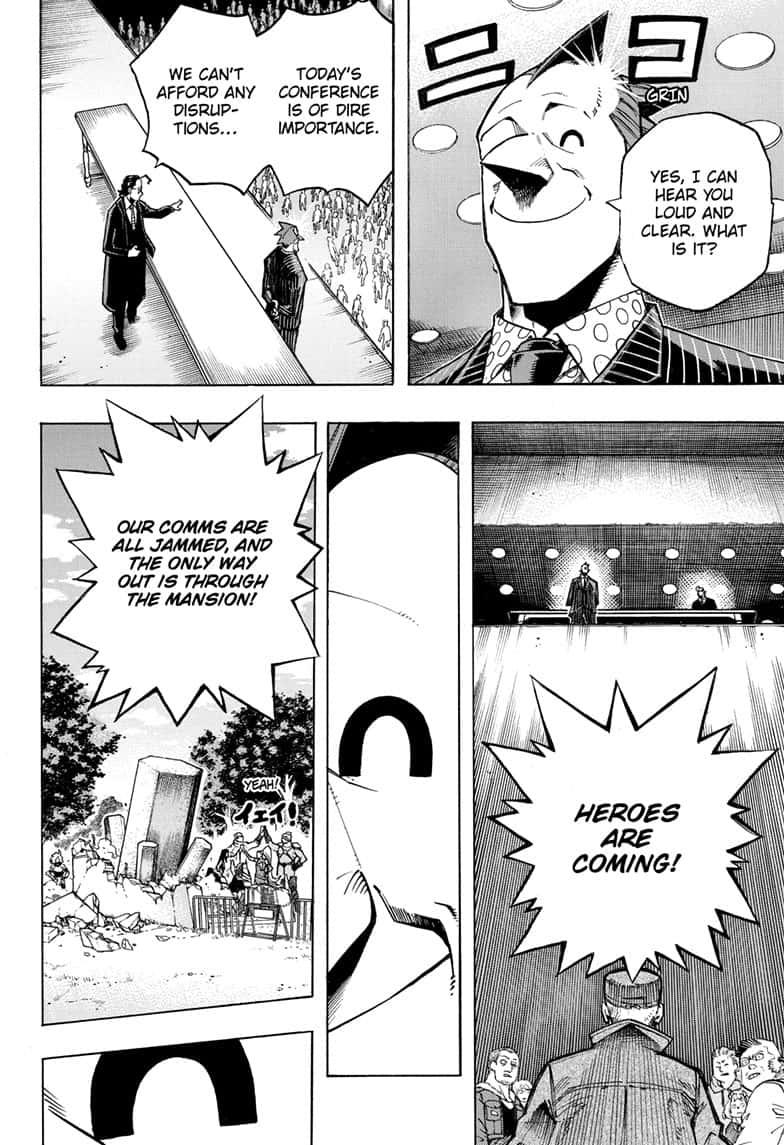 ニコ
GRIN
YES, I CAN
HEAR YOU
LOUD AND
CLEAR. WHAT
IS IT?
TODAY'S
CONFERENCE
IS OF DIRE
IMPORTANCE.
WE CAN'T
AFFORD ANY
DISRUP-
TIONS...
HEROES
ARE
COMING!
OUR COMMS ARE
ALL JAMMED, AND
THE ONLY WAY
OUT IS THROUGH
THE MANSION!
YEAH!
イェイ!